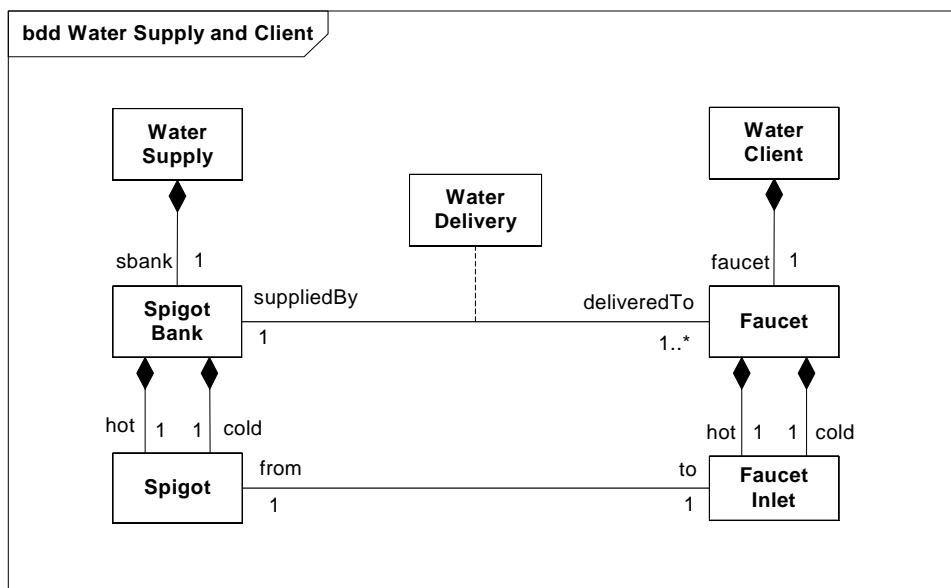 bdd Water Supply and Client
Water
Supply
Water
Client
Water
Delivery
sbank 1
faucet 1
Spigot
Bank
suppliedBy
1
deliveredTo
1..*
Faucet
hot 1 1 cold
hot 1 1 cold
Spigot
from
1
to
1
Faucet
Inlet